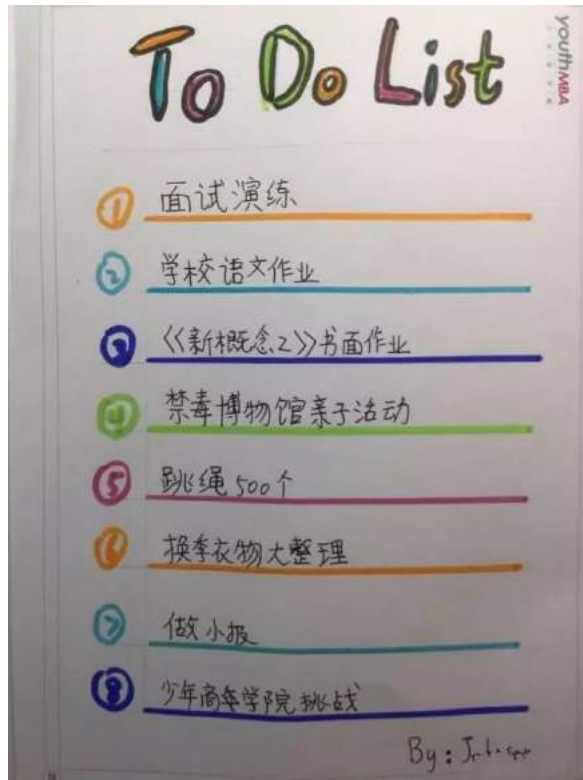 To Do List
youthMBA
1 面试演练
2 学校语文作业
3 《新概念2》书面作业
4 禁毒博物馆亲子活动
5 跳绳500个
6 换季衣物大整理
7 做小报
8 少年商学院挑战
By: